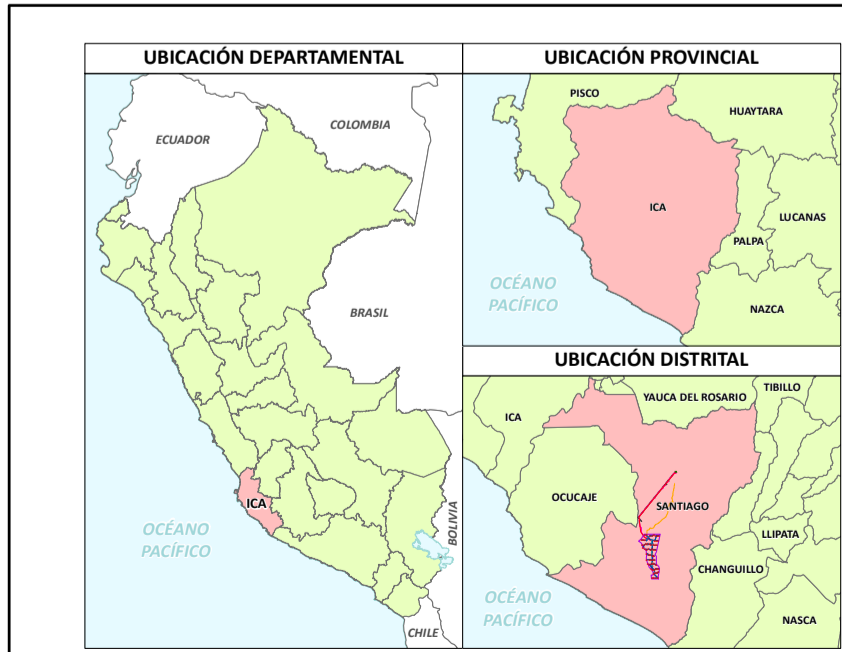 UBICACIÓN DEPARTAMENTAL
ECUADOR
COLOMBIA
BRASIL
ICA
OCÉANO
PACÍFICO
BOLIVIA
CHILE
UBICACIÓN PROVINCIAL
PISCO
HUAYTARA
ICA
LUCANAS
PALPA
OCÉANO
PACÍFICO
NAZCA
UBICACIÓN DISTRITAL
TIBILLO
YAUCA DEL ROSARIO
ICA
OCUCAJE
SANTIAGO
LLIPATA
CHANGUILLO
OCÉANO
PACÍFICO
NASCA